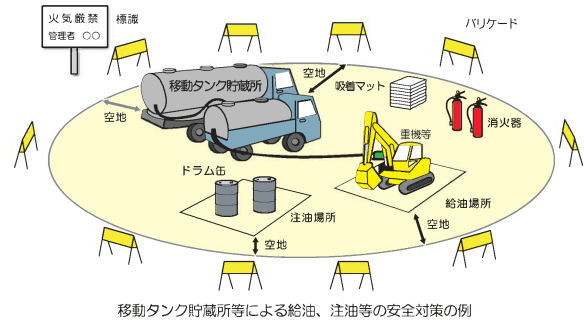 火気厳禁
管理者 ○○
標識
バリケード
空地
移動タンク貯蔵所
吸着マット
空地
消火器
重機等
ドラム缶
給油場所
注油場所
空地
空地
移動タンク貯蔵所等による給油、注油等の安全対策の例